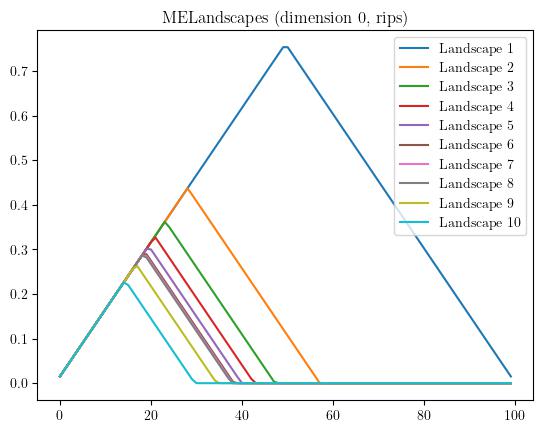 MELandscapes (dimension 0, rips)
Landscape 1
Landscape 2
Landscape 3
Landscape 4
Landscape 5
Landscape 6
Landscape 7
Landscape 8
Landscape 9
Landscape 10
0.7
0.6
0.5
0.4
0.3
0.2
0.1
0.0
0 20 40 60 80 100